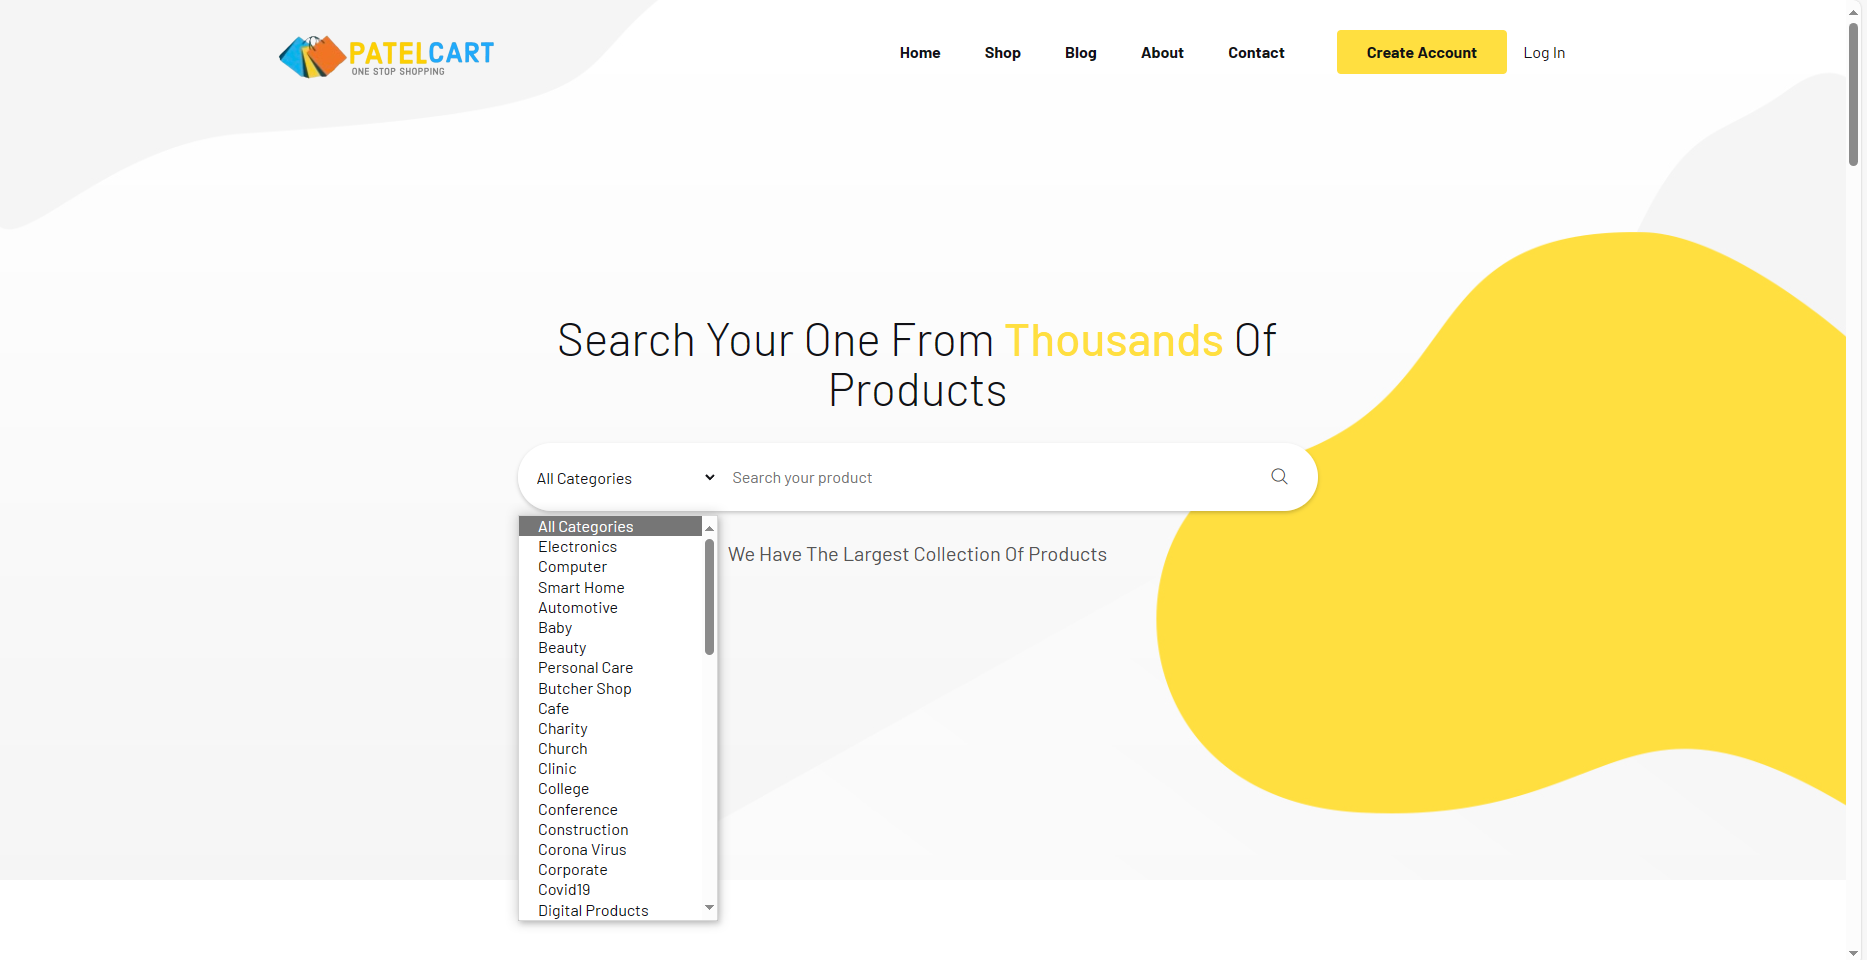 PATELCART
ONE STOP SHOPPING
Home
Shop
Blog
About
Contact
Create Account
Log In
Search Your One From Thousands Of
Products
All Categories
Search your product
We Have The Largest Collection Of Products
All Categories
Electronics
Computer
Smart Home
Automotive
Baby
Beauty
Personal Care
Butcher Shop
Cafe
Charity
Church
Clinic
College
Conference
Construction
Corona Virus
Corporate
Covid19
Digital Products